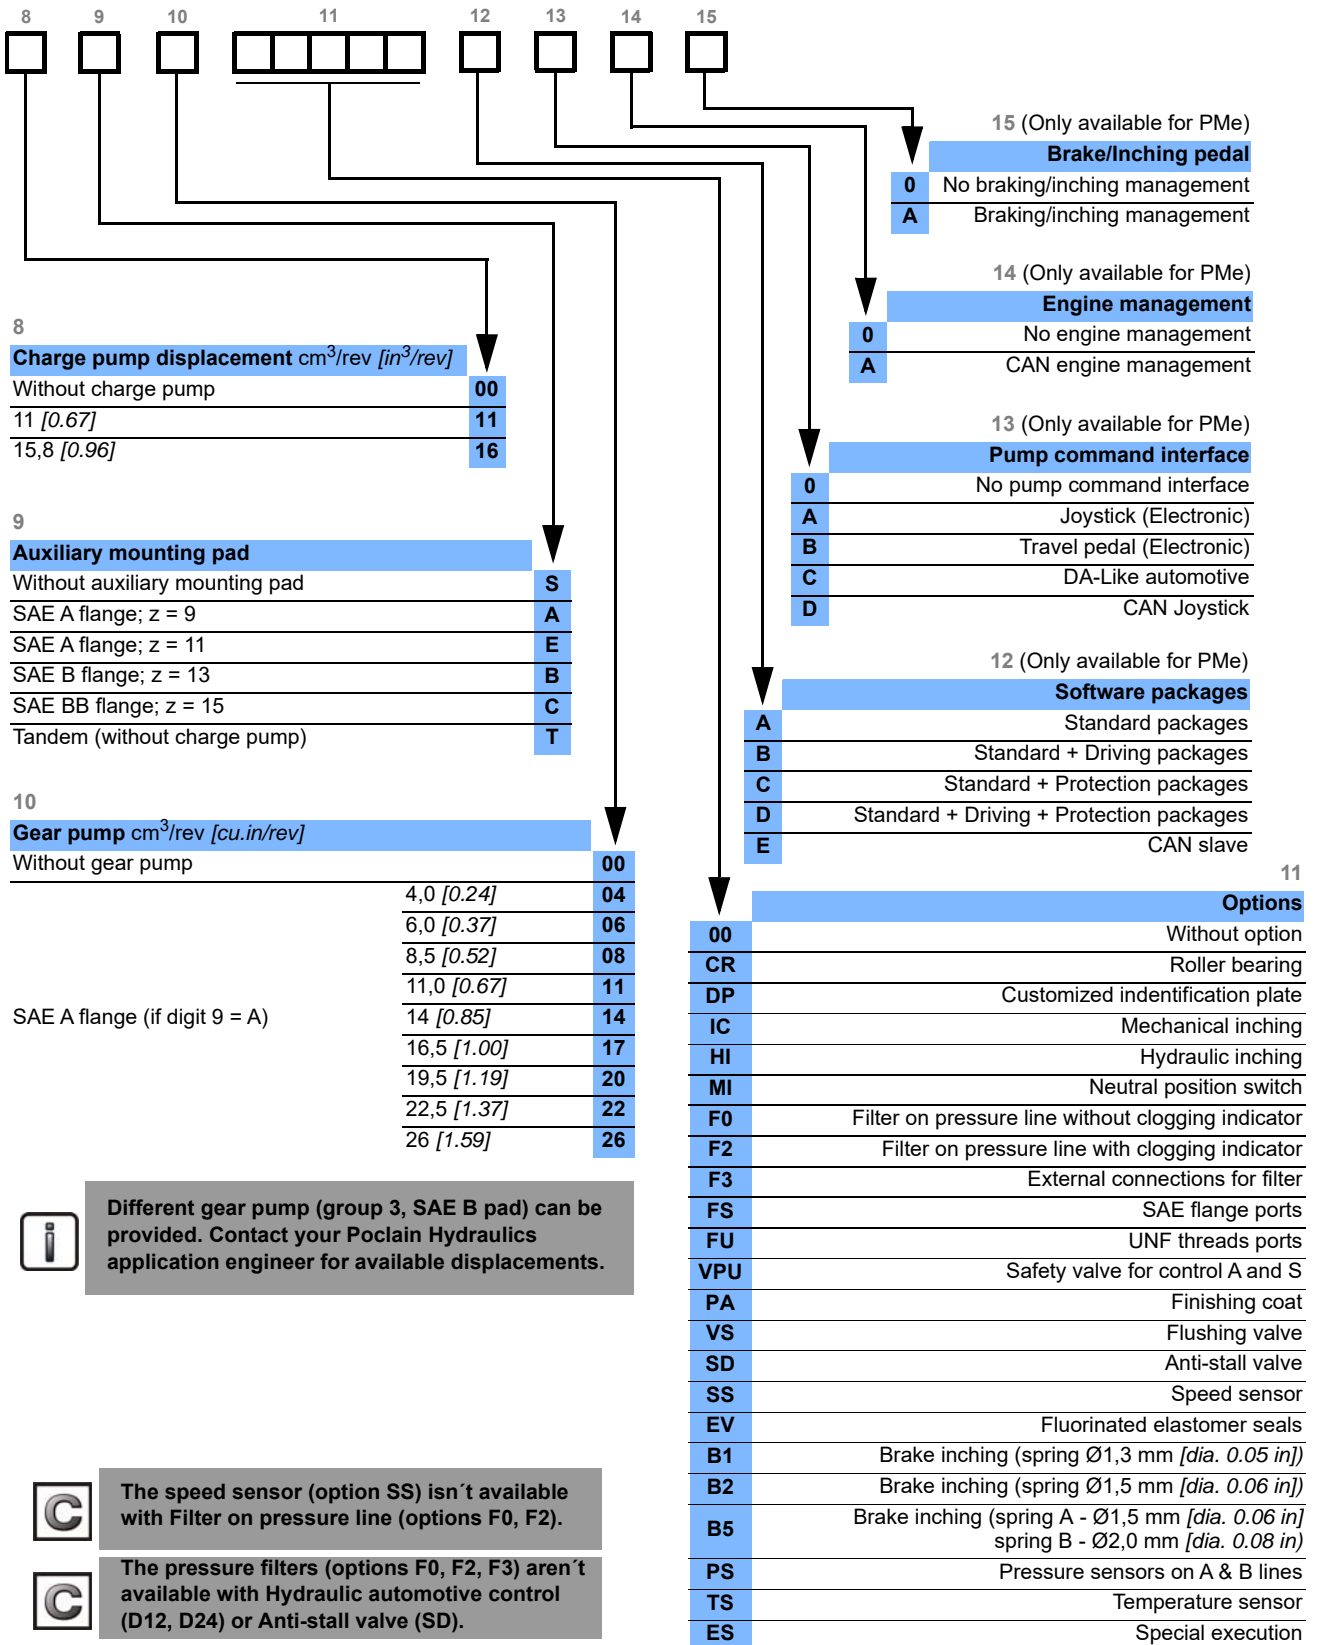 8 9 10 11 12 13 14 15
15 (Only available for PMe)
Brake/Inching pedal
0 No braking/inching management
A Braking/inching management
14 (Only available for PMe)
Engine management
0 No engine management
A CAN engine management
13 (Only available for PMe)
Pump command interface
0 No pump command interface
A Joystick (Electronic)
B Travel pedal (Electronic)
C DA-Like automotive
D CAN Joystick
12 (Only available for PMe)
Software packages
A Standard packages
B Standard + Driving packages
C Standard + Protection packages
D Standard + Driving + Protection packages
E CAN slave
8
Charge pump displacement cm³/rev [in³/rev]
Without charge pump 00
11 [0.67] 11
15,8 [0.96] 16
9
Auxiliary mounting pad
Without auxiliary mounting pad S
SAE A flange; z = 9 A
SAE A flange; z = 11 E
SAE B flange; z = 13 B
SAE BB flange; z = 15 C
Tandem (without charge pump) T
10
Gear pump cm³/rev [cu.in/rev]
Without gear pump 00
4,0 [0.24] 04
6,0 [0.37] 06
8,5 [0.52] 08
11,0 [0.67] 11
SAE A flange (if digit 9 = A) 14 [0.85] 14
16,5 [1.00] 17
19,5 [1.19] 20
22,5 [1.37] 22
26 [1.59] 26
11
Options
00 Without option
CR Roller bearing
DP Customized indentification plate
IC Mechanical inching
HI Hydraulic inching
MI Neutral position switch
F0 Filter on pressure line without clogging indicator
F2 Filter on pressure line with clogging indicator
F3 External connections for filter
FS SAE flange ports
FU UNF threads ports
VPU Safety valve for control A and S
PA Finishing coat
VS Flushing valve
SD Anti-stall valve
SS Speed sensor
EV Fluorinated elastomer seals
B1 Brake inching (spring Ø1,3 mm [dia. 0.05 in])
B2 Brake inching (spring Ø1,5 mm [dia. 0.06 in])
B5 Brake inching (spring A - Ø1,5 mm [dia. 0.06 in]
spring B - Ø2,0 mm [dia. 0.08 in)
PS Pressure sensors on A & B lines
TS Temperature sensor
ES Special execution
i
Different gear pump (group 3, SAE B pad) can be
provided. Contact your Poclain Hydraulics
application engineer for available displacements.
C
The speed sensor (option SS) isn´t available
with Filter on pressure line (options F0, F2).
C
The pressure filters (options F0, F2, F3) aren´t
available with Hydraulic automotive control
(D12, D24) or Anti-stall valve (SD).